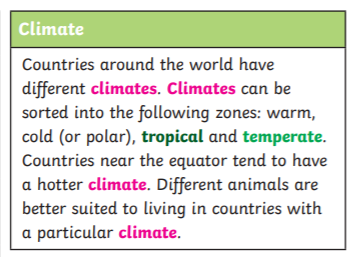 Climate
Countries around the world have
different climates. Climates can be
sorted into the following zones: warm,
cold (or polar), tropical and temperate.
Countries near the equator tend to have
a hotter climate. Different animals are
better suited to living in countries with
a particular climate.